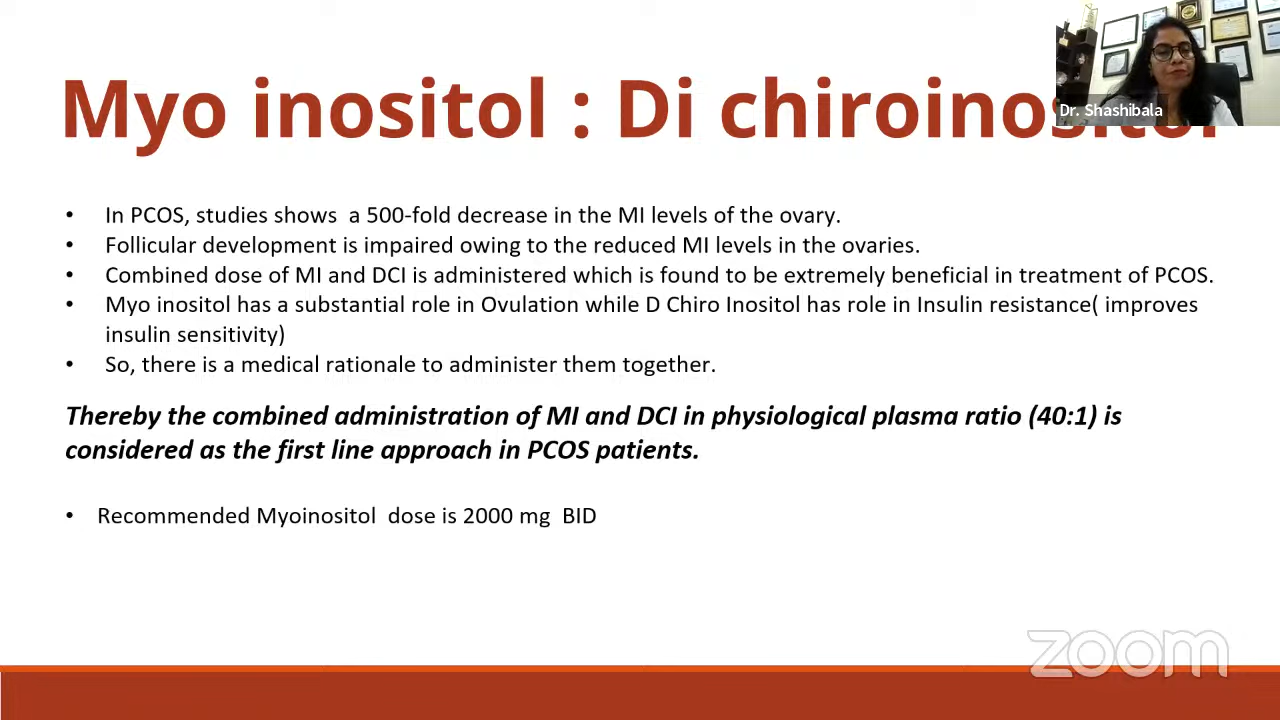 Myo inositol : Di chiroinositol
Dr. Shashibala
• In PCOS, studies shows a 500-fold decrease in the MI levels of the ovary.
• Follicular development is impaired owing to the reduced MI levels in the ovaries.
• Combined dose of MI and DCI is administered which is found to be extremely beneficial in treatment of PCOS.
• Myo inositol has a substantial role in Ovulation while D Chiro Inositol has role in Insulin resistance( improves
insulin sensitivity)
• So, there is a medical rationale to administer them together.
Thereby the combined administration of MI and DCI in physiological plasma ratio (40:1) is
considered as the first line approach in PCOS patients.
• Recommended Myoinositol dose is 2000 mg BID
zoom